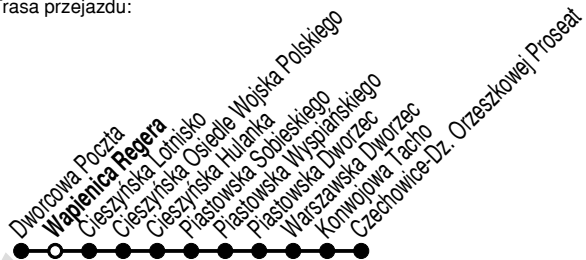 rasa przejazdu:
Dworcowa Poczta
Wapienica Regera
Cieszyńska Lotnisko
Cieszyńska Osiedle Wojska Polskiego
Cieszyńska Hulanka
Piastowska Sobieskiego
Piastowska Wyspiańskiego
Piastowska Dworzec
Warszawska Dworzec
Konwojowa Tacho
Czechowice-Dz. Orzeszkowej Proseat